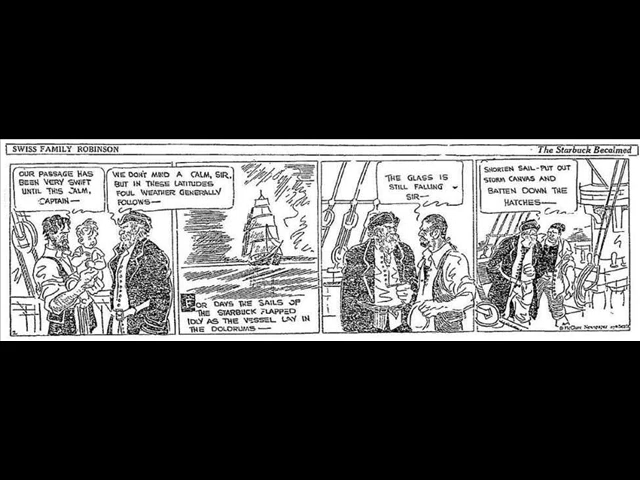 SWISS FAMILY ROBINSON
The Starbuck Becalmed
OUR PASSAGE HAS
BEEN VERY SWIFT
UNTIL THIS CALM,
CAPTAIN—
WE DON'T MIND A CALM, SIR,
BUT IN THESE LATITUDES
FOUL WEATHER GENERALLY
FOLLOWS—
FOR DAYS THE SAILS OF
THE STARBUCK FLAPPED
IDLY AS THE VESSEL LAY IN
THE DOLDRUMS—
THE GLASS IS
STILL FALLING
SIR—
SHORTEN SAIL-PUT OUT
STORM CANVAS AND
BATTEN DOWN THE
HATCHES—
Newspaper